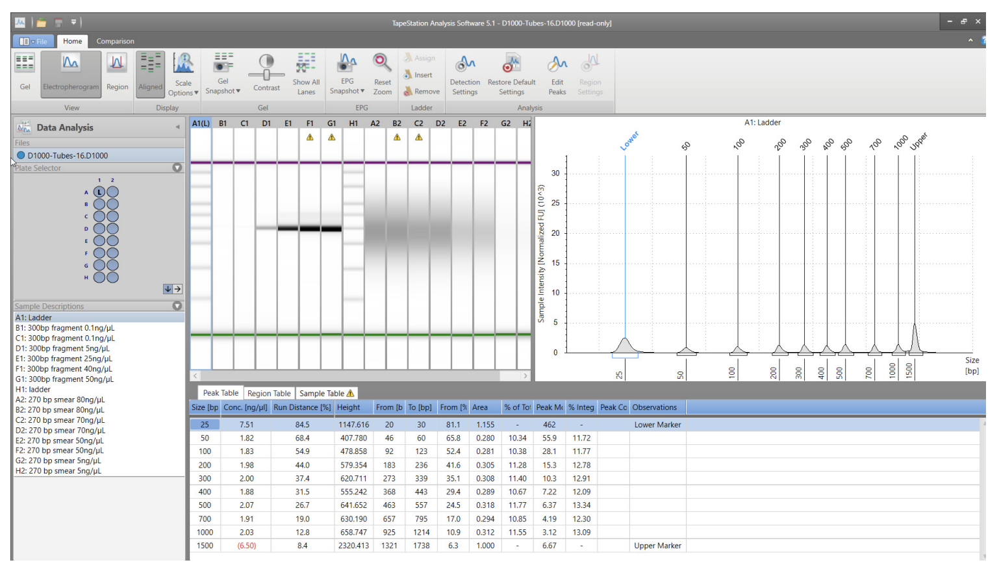 TapeStation Analysis Software 5.1 - D1000-Tubes-16.D1000 [read-only]
File Home Comparison
Gel Electropherogram Region Aligned Scale Options Gel Snapshot Contrast Show All Lanes EPG Snapshot Reset Zoom Assign Insert Remove Detection Settings Restore Default Settings Edit Peaks Region Settings
View Display Gel EPG Ladder Analysis
Data Analysis
Files
D1000-Tubes-16.D1000
Plate Selector
1 2
A L
B
C
D
E
F
G
H
Sample Descriptions
A1: Ladder
B1: 300bp fragment 0.1ng/µL
C1: 300bp fragment 0.1ng/µL
D1: 300bp fragment 5ng/µL
E1: 300bp fragment 25ng/µL
F1: 300bp fragment 40ng/µL
G1: 300bp fragment 50ng/µL
H1: ladder
A2: 270 bp smear 80ng/µL
B2: 270 bp smear 80ng/µL
C2: 270 bp smear 70ng/µL
D2: 270 bp smear 70ng/µL
E2: 270 bp smear 50ng/µL
F2: 270 bp smear 50ng/µL
G2: 270 bp smear 5ng/µL
H2: 270 bp smear 5ng/µL
A1(L) B1 C1 D1 E1 F1 G1 H1 A2 B2 C2 D2 E2 F2 G2 H2
A1: Ladder
Lower 50 100 200 300 400 500 700 1000 Upper
Sample Intensity [Normalized FU] (10^3)
30
25
20
15
10
5
0
25 50 100 200 300 400 500 700 1000 1500
Size
[bp]
Peak Table Region Table Sample Table
Size [bp Conc. [ng/µl] Run Distance [%] Height From [b To [bp] From [% Area % of To Peak Mo % Integ Peak Co Observations
25 7.51 84.5 1147.616 20 30 81.1 1.155 - 462 - Lower Marker
50 1.82 68.4 407.780 46 60 65.8 0.280 10.34 55.9 11.72
100 1.83 54.9 478.858 92 123 52.4 0.281 10.38 28.1 11.77
200 1.98 44.0 579.354 183 236 41.6 0.305 11.28 15.3 12.78
300 2.00 37.4 620.711 273 339 35.1 0.308 11.40 10.3 12.91
400 1.88 31.5 555.242 368 443 29.4 0.289 10.67 7.22 12.09
500 2.07 26.7 641.652 463 557 24.5 0.318 11.77 6.37 13.34
700 1.91 19.0 630.190 657 795 17.0 0.294 10.85 4.19 12.30
1000 2.03 12.8 658.747 925 1214 10.9 0.312 11.55 3.12 13.09
1500 (6.50) 8.4 2320.413 1321 1738 6.3 1.000 - 6.67 - Upper Marker